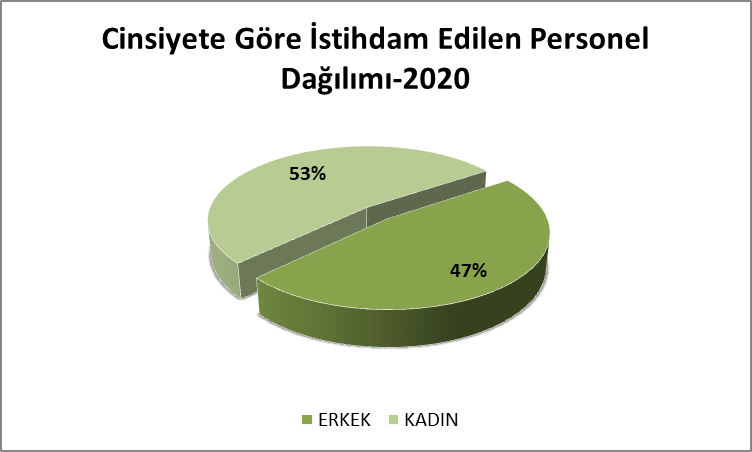 Cinsiyete Göre İstihdam Edilen Personel
Dağılımı-2020
53%
47%
ERKEK KADIN